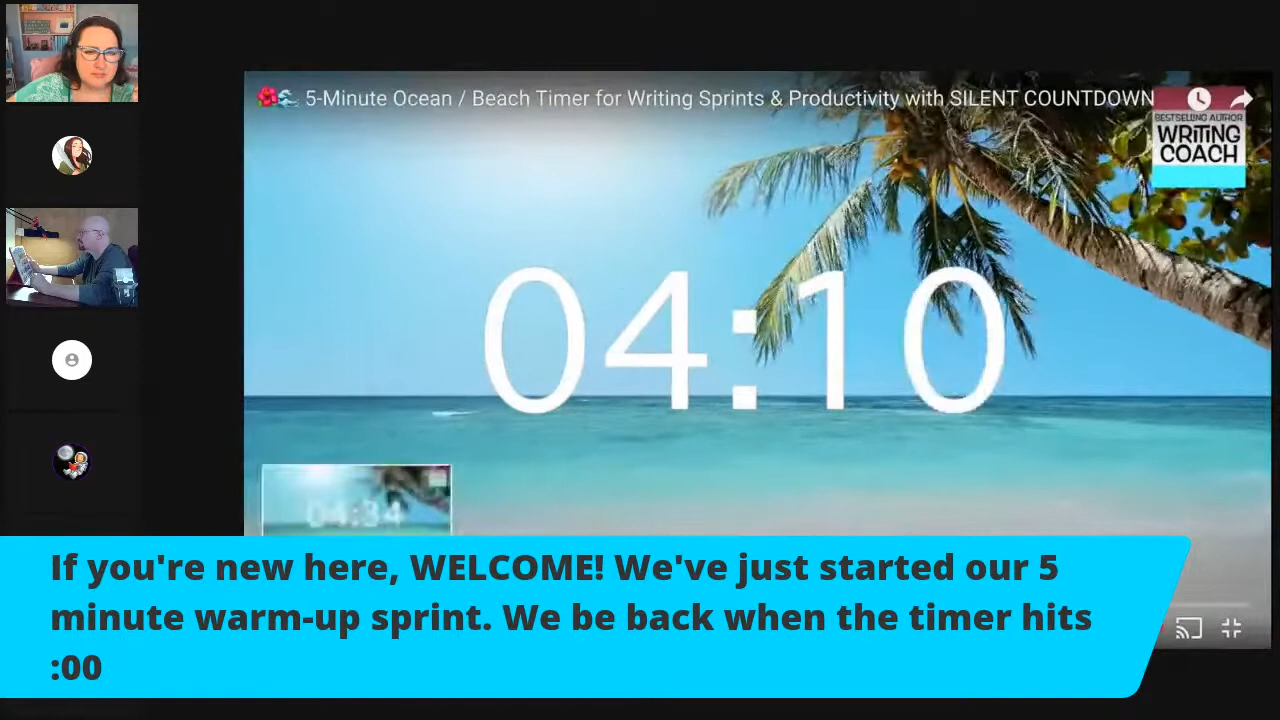 5-Minute Ocean / Beach Timer for Writing Sprints & Productivity with SILENT COUNTDOWN
BESTSELLING AUTHOR
WRITING
COACH
04:10
04:34
If you're new here, WELCOME! We've just started our 5
minute warm-up sprint. We be back when the timer hits
:00